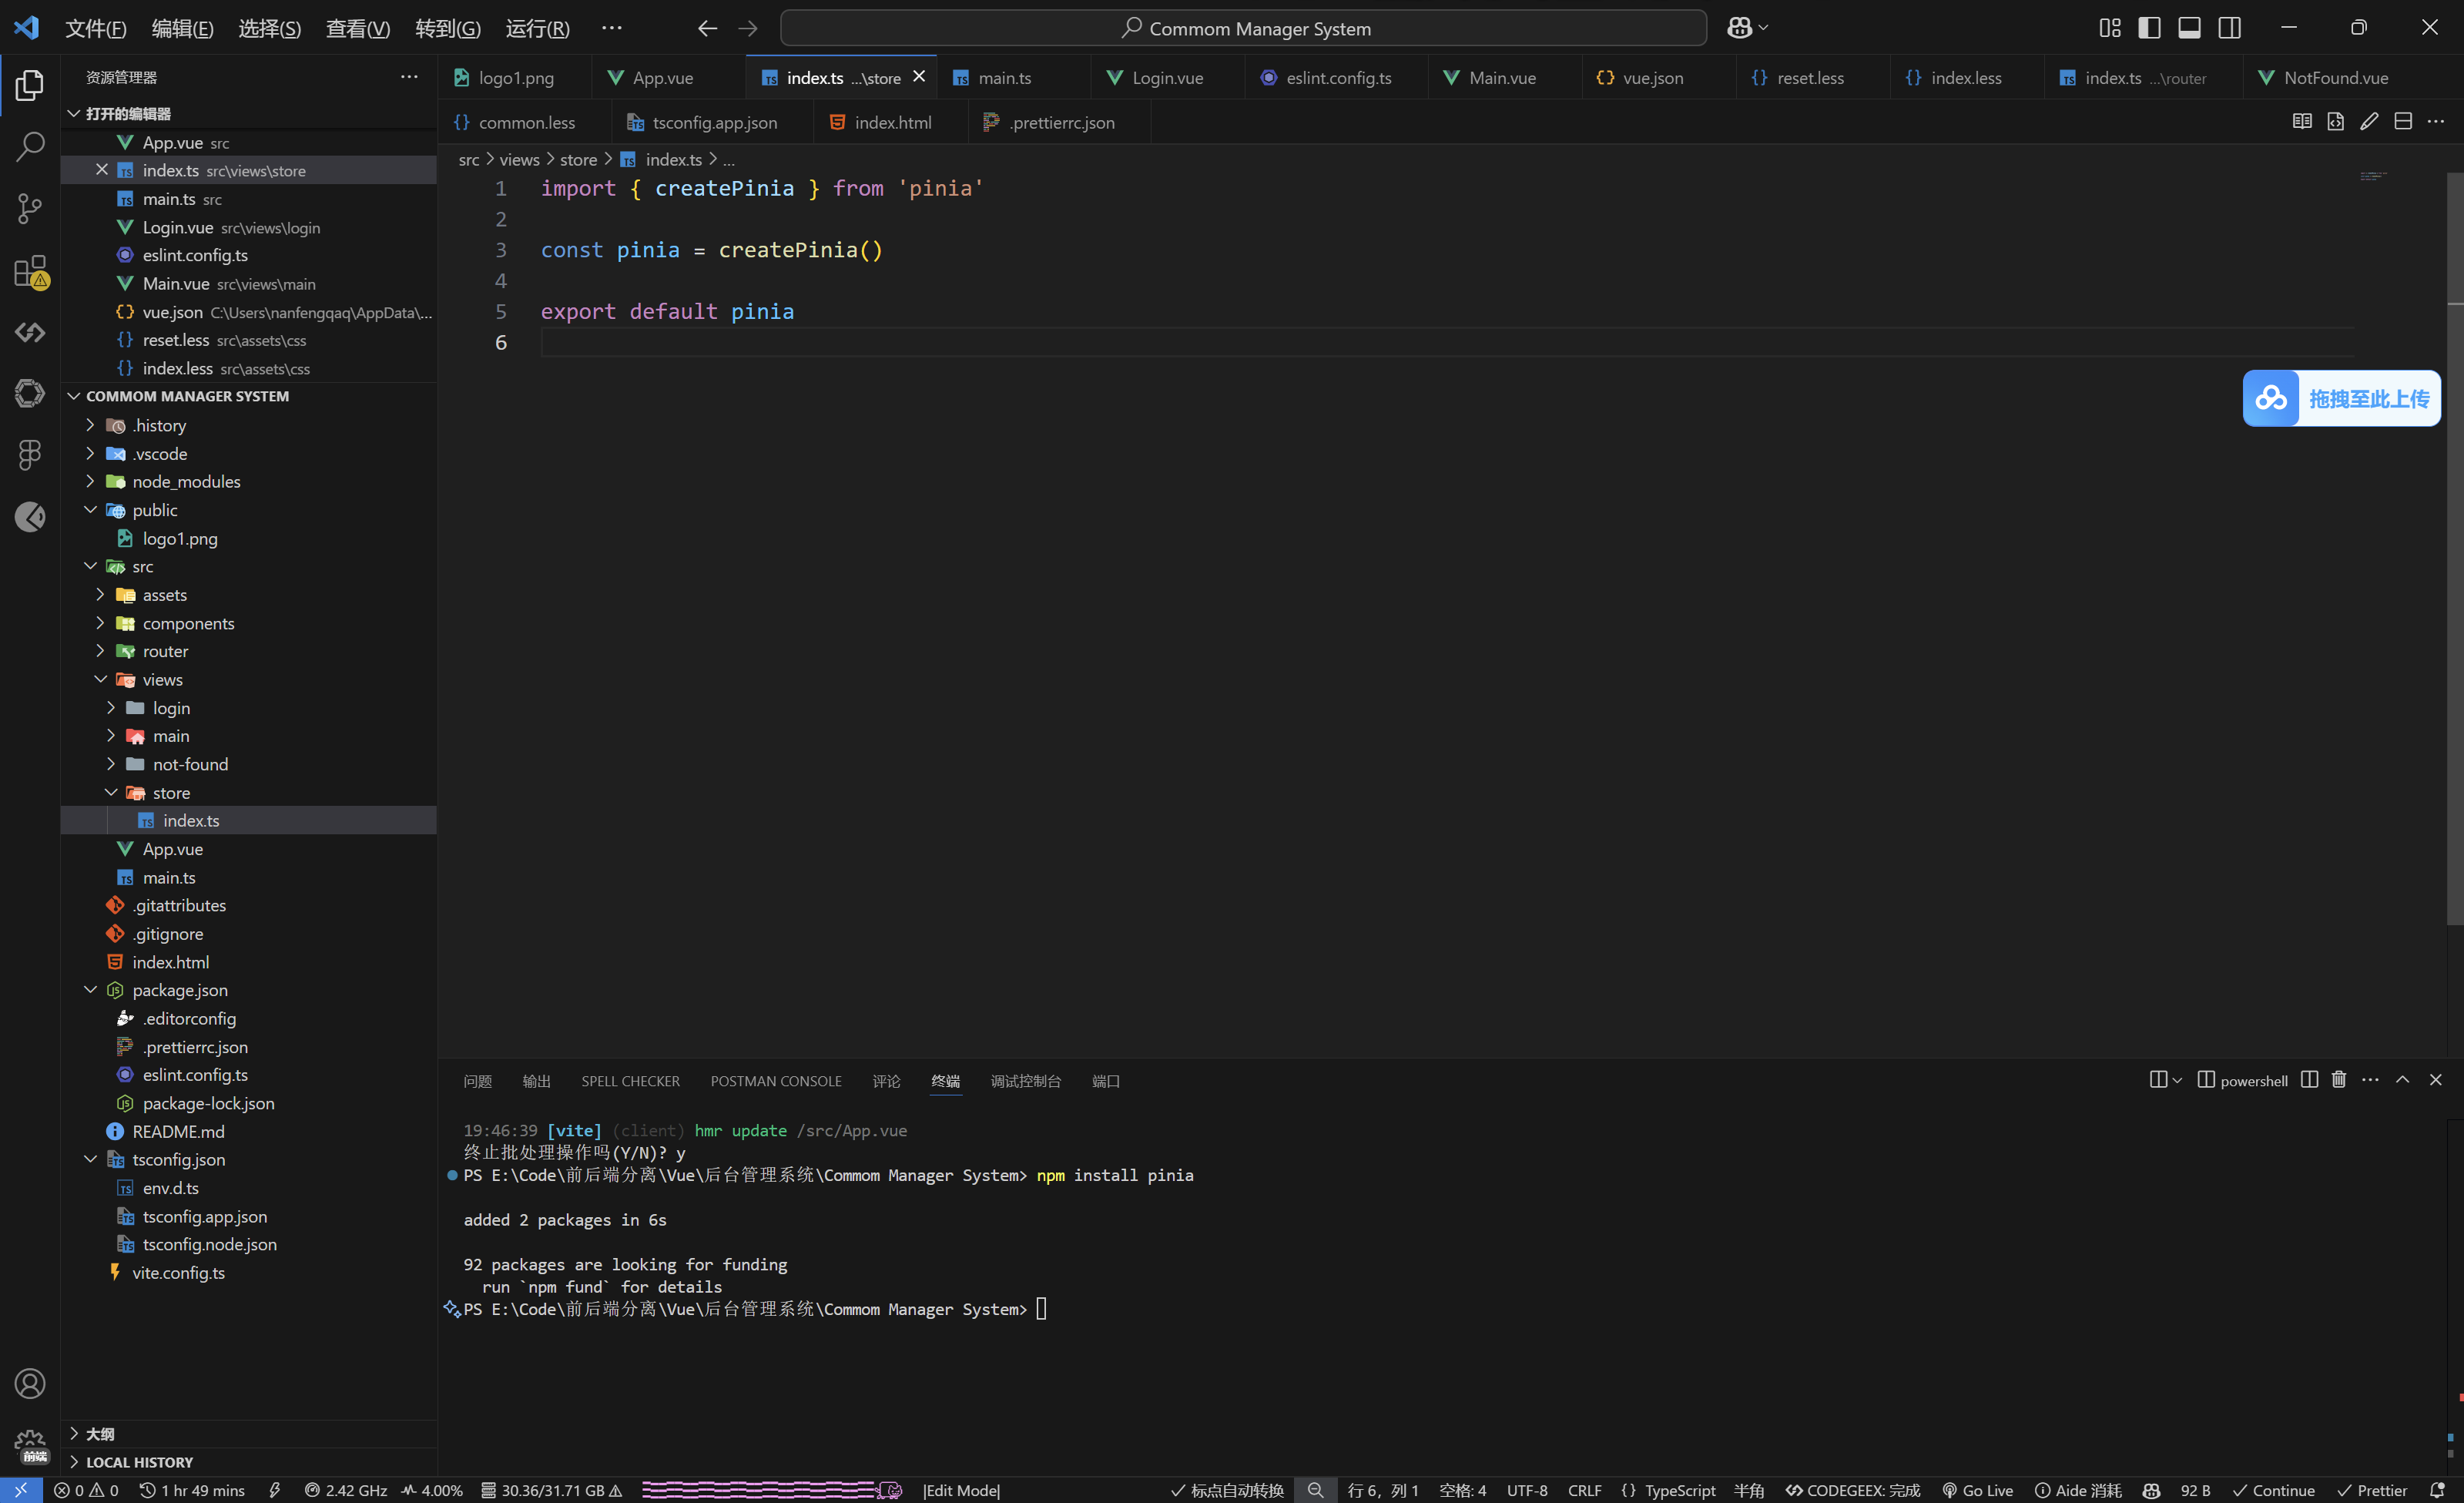 文件(F) 编辑(E) 选择(S) 查看(V) 转到(G) 运行(R) ··· Commom Manager System
资源管理器
打开的编辑器
App.vue src
index.ts src\views\store
main.ts src
Login.vue src\views\login
eslint.config.ts
Main.vue src\views\main
vue.json C:\Users\nanfengqaq\AppData\...
reset.less src\assets\css
index.less src\assets\css
COMMOM MANAGER SYSTEM
.history
.vscode
node_modules
public
logo1.png
src
assets
components
router
views
login
main
not-found
store
index.ts
App.vue
main.ts
.gitattributes
.gitignore
index.html
package.json
.editorconfig
.prettierrc.json
eslint.config.ts
package-lock.json
README.md
tsconfig.json
env.d.ts
tsconfig.app.json
tsconfig.node.json
vite.config.ts
大纲
LOCAL HISTORY
前端
logo1.png App.vue index.ts ...\store main.ts Login.vue eslint.config.ts Main.vue vue.json reset.less index.less index.ts ...\router NotFound.vue
common.less tsconfig.app.json index.html .prettierrc.json
src > views > store > index.ts > ...
1 import { createPinia } from 'pinia'
2
3 const pinia = createPinia()
4
5 export default pinia
6
拖拽至此上传
问题 输出 SPELL CHECKER POSTMAN CONSOLE 评论 终端 调试控制台 端口 powershell
19:46:39 [vite] (client) hmr update /src/App.vue
终止批处理操作吗(Y/N)? y
PS E:\Code\前后端分离\Vue\后台管理系统\Commom Manager System> npm install pinia
added 2 packages in 6s
92 packages are looking for funding
run `npm fund` for details
PS E:\Code\前后端分离\Vue\后台管理系统\Commom Manager System>
0 0 1 hr 49 mins 2.42 GHz 4.00% 30.36/31.71 GB |Edit Mode| 标点自动转换 行 6，列 1 空格: 4 UTF-8 CRLF {} TypeScript 半角 CODEGEEX: 完成 Go Live Aide 消耗 92 B Continue Prettier